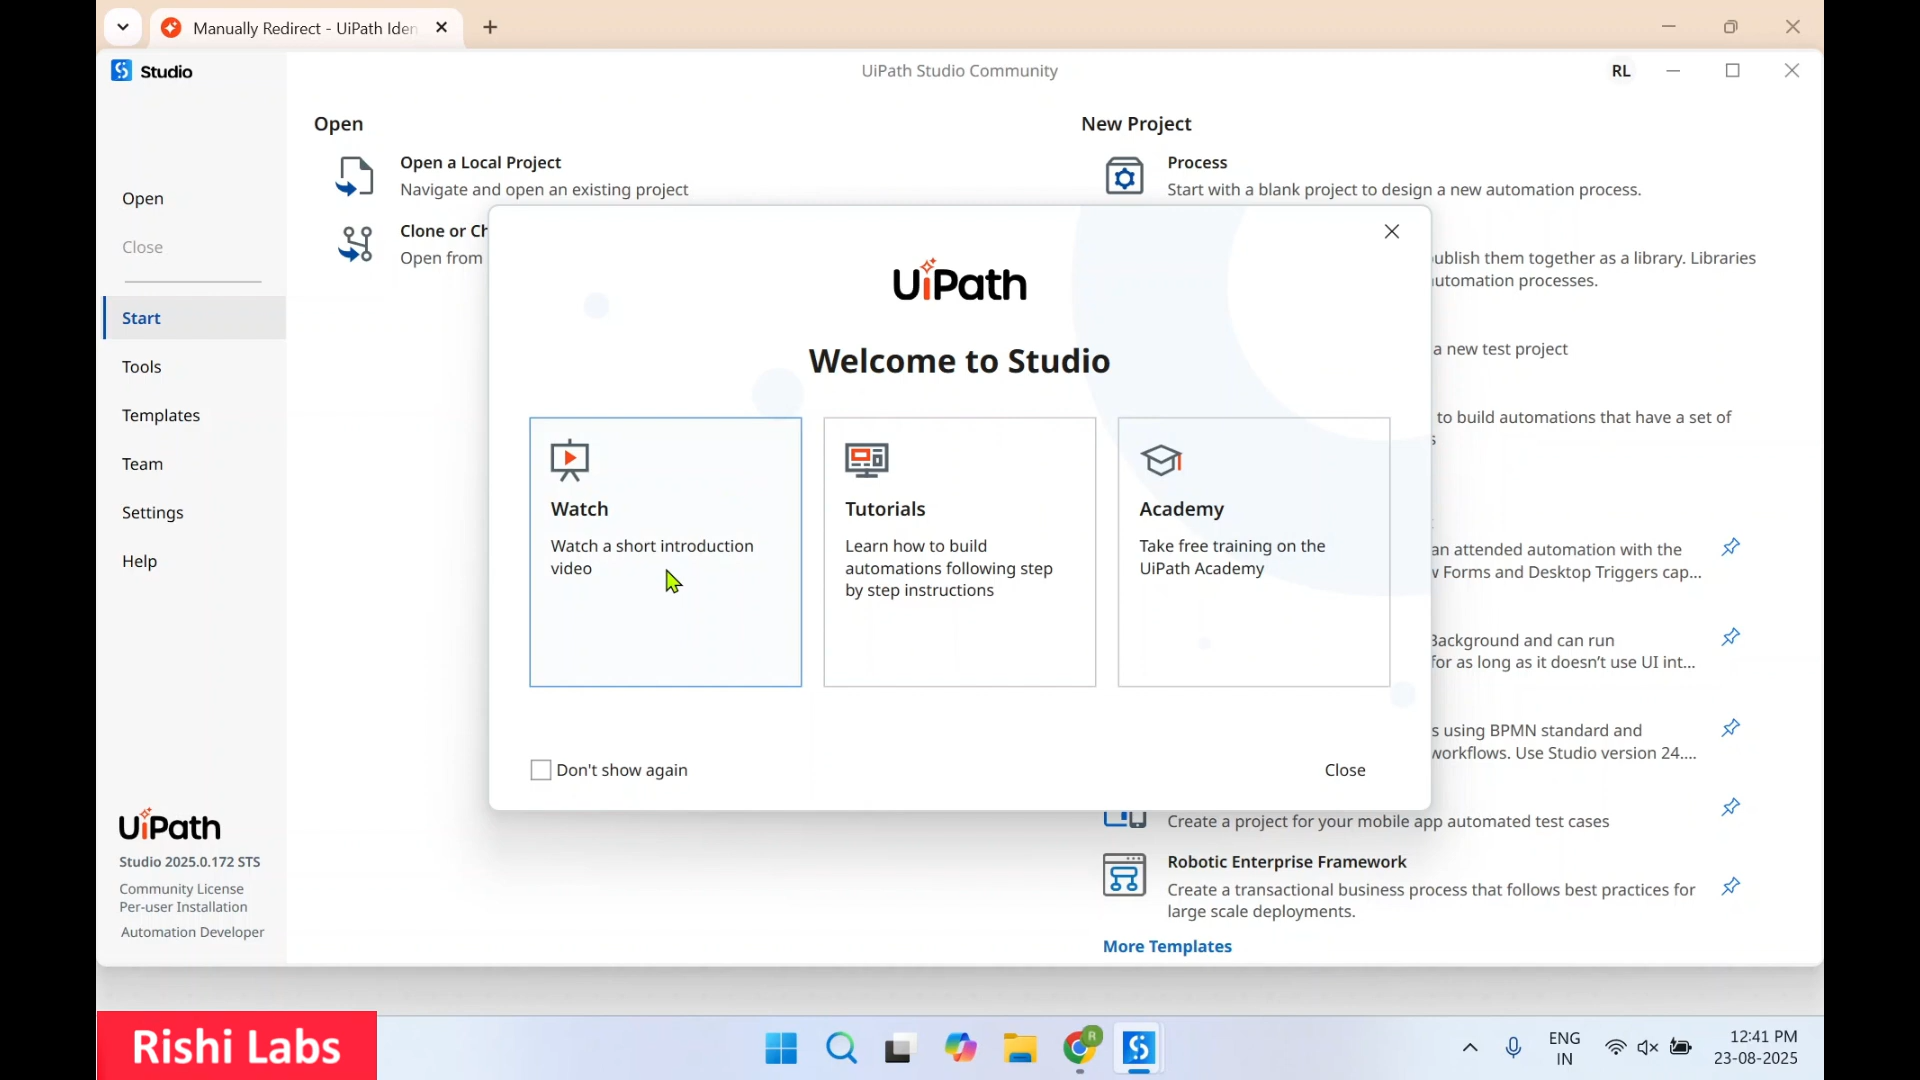 Manually Redirect - UiPath Iden
Studio
UiPath Studio Community
RL
Open
Close
Start
Tools
Templates
Team
Settings
Help
UiPath
Studio 2025.0.172 STS
Community License
Per-user Installation
Automation Developer
Open
Open a Local Project
Navigate and open an existing project
Clone or Ch
Open from
New Project
Process
Start with a blank project to design a new automation process.
ublish them together as a library. Libraries
utomation processes.
a new test project
to build automations that have a set of
s
an attended automation with the
w Forms and Desktop Triggers cap...
Background and can run
for as long as it doesn't use UI int...
s using BPMN standard and
workflows. Use Studio version 24....
Create a project for your mobile app automated test cases
Robotic Enterprise Framework
Create a transactional business process that follows best practices for
large scale deployments.
More Templates
UiPath
Welcome to Studio
Watch
Watch a short introduction
video
Tutorials
Learn how to build
automations following step
by step instructions
Academy
Take free training on the
UiPath Academy
Don't show again
Close
Rishi Labs
R
ENG
IN
12:41 PM
23-08-2025